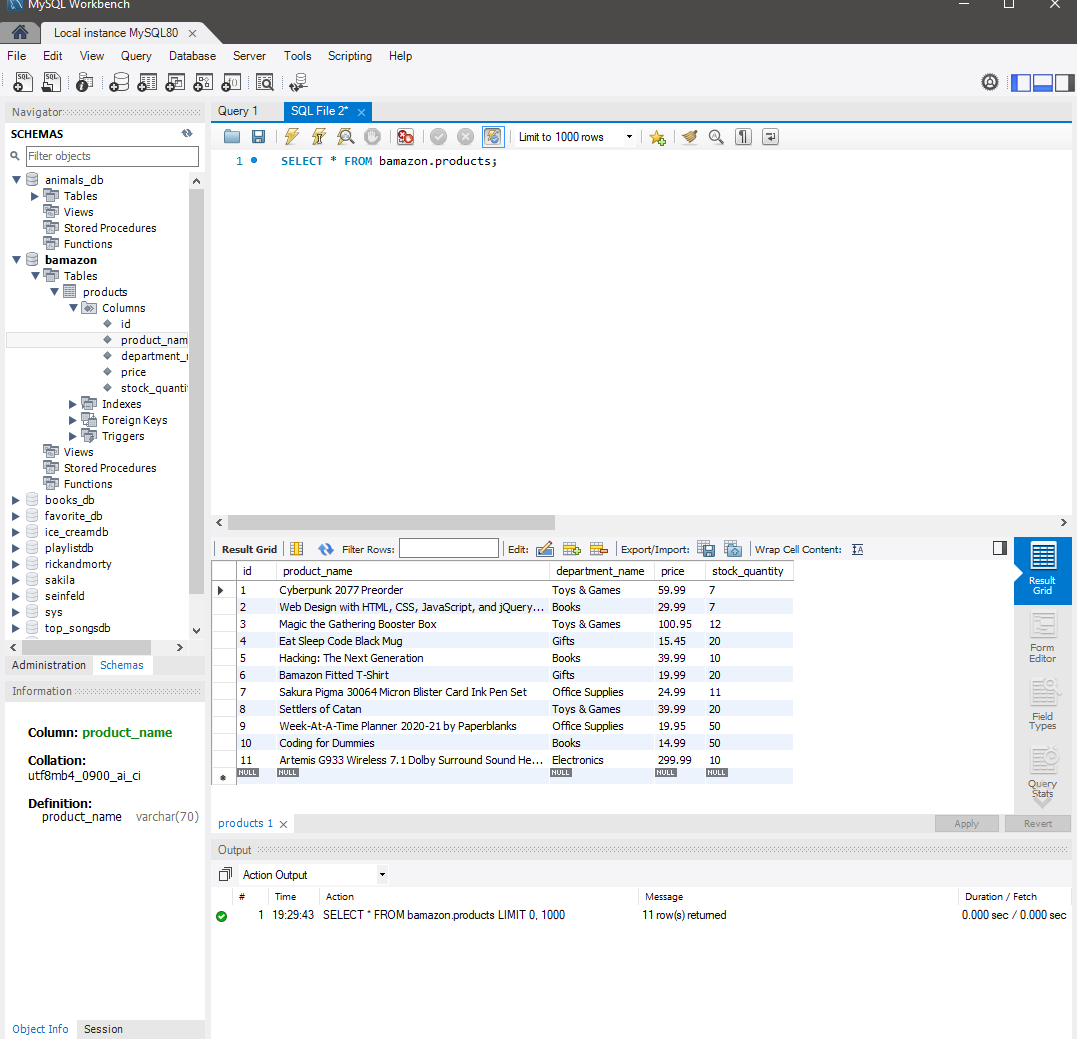 MySQL Workbench
Local instance MySQL80
File Edit View Query Database Server Tools Scripting Help
Navigator
SCHEMAS
Filter objects
animals_db
Tables
Views
Stored Procedures
Functions
bamazon
Tables
products
Columns
id
product_nam
department_
price
stock_quanti
Indexes
Foreign Keys
Triggers
Views
Stored Procedures
Functions
books_db
favorite_db
ice_creamdb
playlistdb
rickandmorty
sakila
seinfeld
sys
top_songsdb
Administration Schemas
Information
Column: product_name
Collation:
utf8mb4_0900_ai_ci
Definition:
product_name varchar(70)
Object Info Session
Query 1 SQL File 2*
Limit to 1000 rows
1 SELECT * FROM bamazon.products;
Result Grid Filter Rows: Edit: Export/Import: Wrap Cell Content:
id product_name department_name price stock_quantity
1 Cyberpunk 2077 Preorder Toys & Games 59.99 7
2 Web Design with HTML, CSS, JavaScript, and jQuery... Books 29.99 7
3 Magic the Gathering Booster Box Toys & Games 100.95 12
4 Eat Sleep Code Black Mug Gifts 15.45 20
5 Hacking: The Next Generation Books 39.99 10
6 Bamazon Fitted T-Shirt Gifts 19.99 20
7 Sakura Pigma 30064 Micron Blister Card Ink Pen Set Office Supplies 24.99 11
8 Settlers of Catan Toys & Games 39.99 20
9 Week-At-A-Time Planner 2020-21 by Paperblanks Office Supplies 19.95 50
10 Coding for Dummies Books 14.99 50
11 Artemis G933 Wireless 7.1 Dolby Surround Sound He... Electronics 299.99 10
NULL NULL NULL NULL NULL
Result
Grid
Form
Editor
Field
Types
Query
Stats
products 1 Apply Revert
Output
Action Output
# Time Action Message Duration / Fetch
1 19:29:43 SELECT * FROM bamazon.products LIMIT 0, 1000 11 row(s) returned 0.000 sec / 0.000 sec